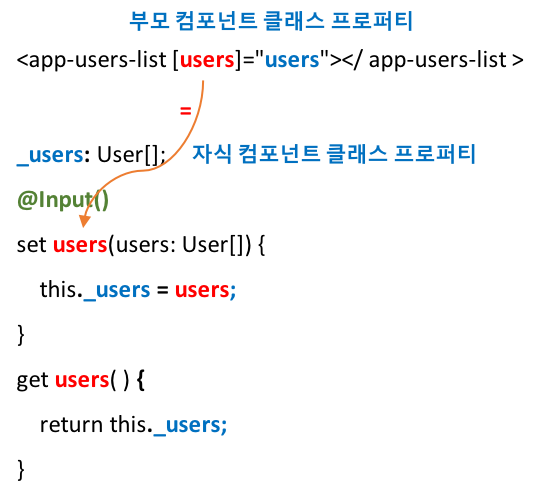 부모 컴포넌트 클래스 프로퍼티
<app-users-list [users]="users"></ app-users-list >
=
_users: User[]; 자식 컴포넌트 클래스 프로퍼티
@Input()
set users(users: User[]) {
this._users = users;
}
get users( ) {
return this._users;
}